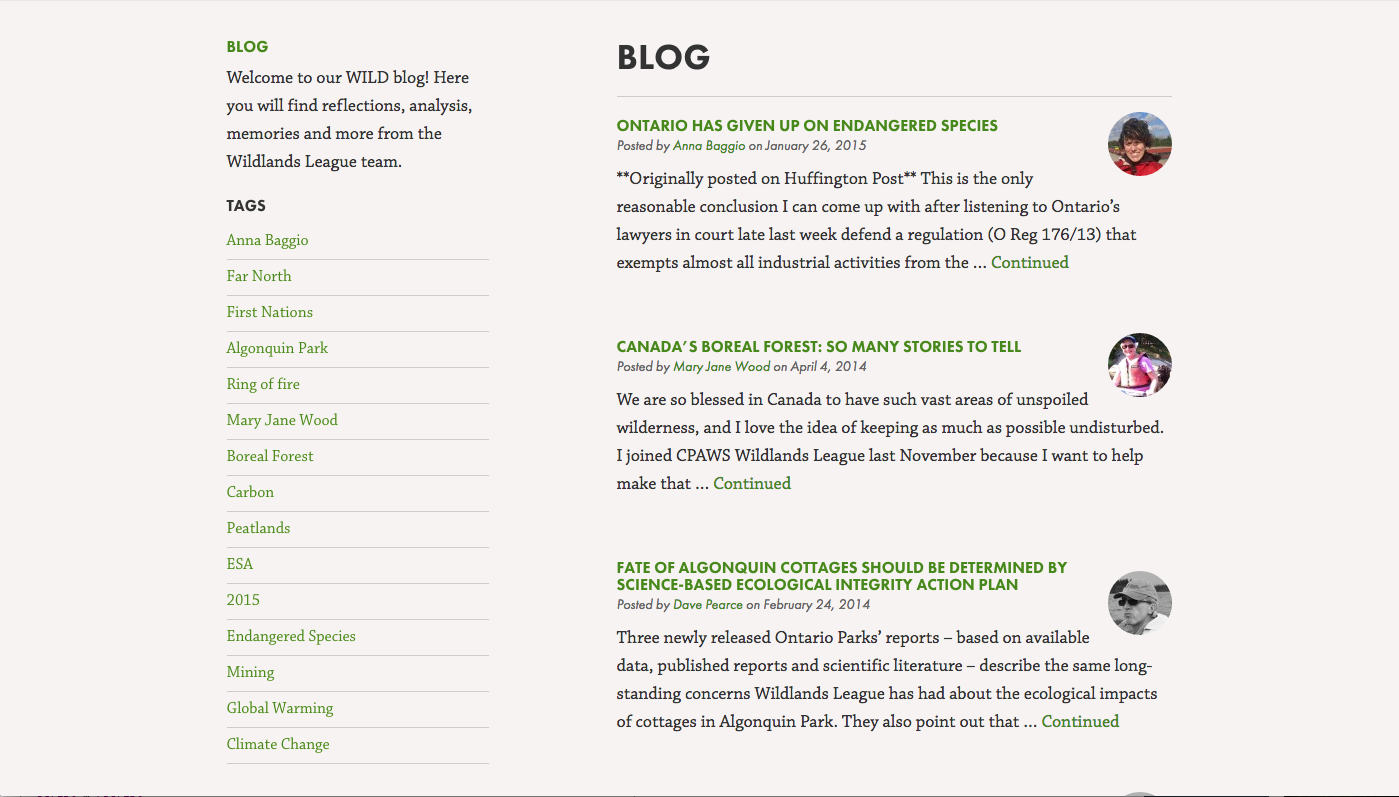 BLOG
Welcome to our WILD blog! Here
you will find reflections, analysis,
memories and more from the
Wildlands League team.
TAGS
Anna Baggio
Far North
First Nations
Algonquin Park
Ring of fire
Mary Jane Wood
Boreal Forest
Carbon
Peatlands
ESA
2015
Endangered Species
Mining
Global Warming
Climate Change
BLOG
ONTARIO HAS GIVEN UP ON ENDANGERED SPECIES
Posted by Anna Baggio on January 26, 2015
**Originally posted on Huffington Post** This is the only
reasonable conclusion I can come up with after listening to Ontario’s
lawyers in court late last week defend a regulation (O Reg 176/13) that
exempts almost all industrial activities from the … Continued
CANADA’S BOREAL FOREST: SO MANY STORIES TO TELL
Posted by Mary Jane Wood on April 4, 2014
We are so blessed in Canada to have such vast areas of unspoiled
wilderness, and I love the idea of keeping as much as possible undisturbed.
I joined CPAWS Wildlands League last November because I want to help
make that … Continued
FATE OF ALGONQUIN COTTAGES SHOULD BE DETERMINED BY
SCIENCE-BASED ECOLOGICAL INTEGRITY ACTION PLAN
Posted by Dave Pearce on February 24, 2014
Three newly released Ontario Parks’ reports – based on available
data, published reports and scientific literature – describe the same long-
standing concerns Wildlands League has had about the ecological impacts
of cottages in Algonquin Park. They also point out that … Continued